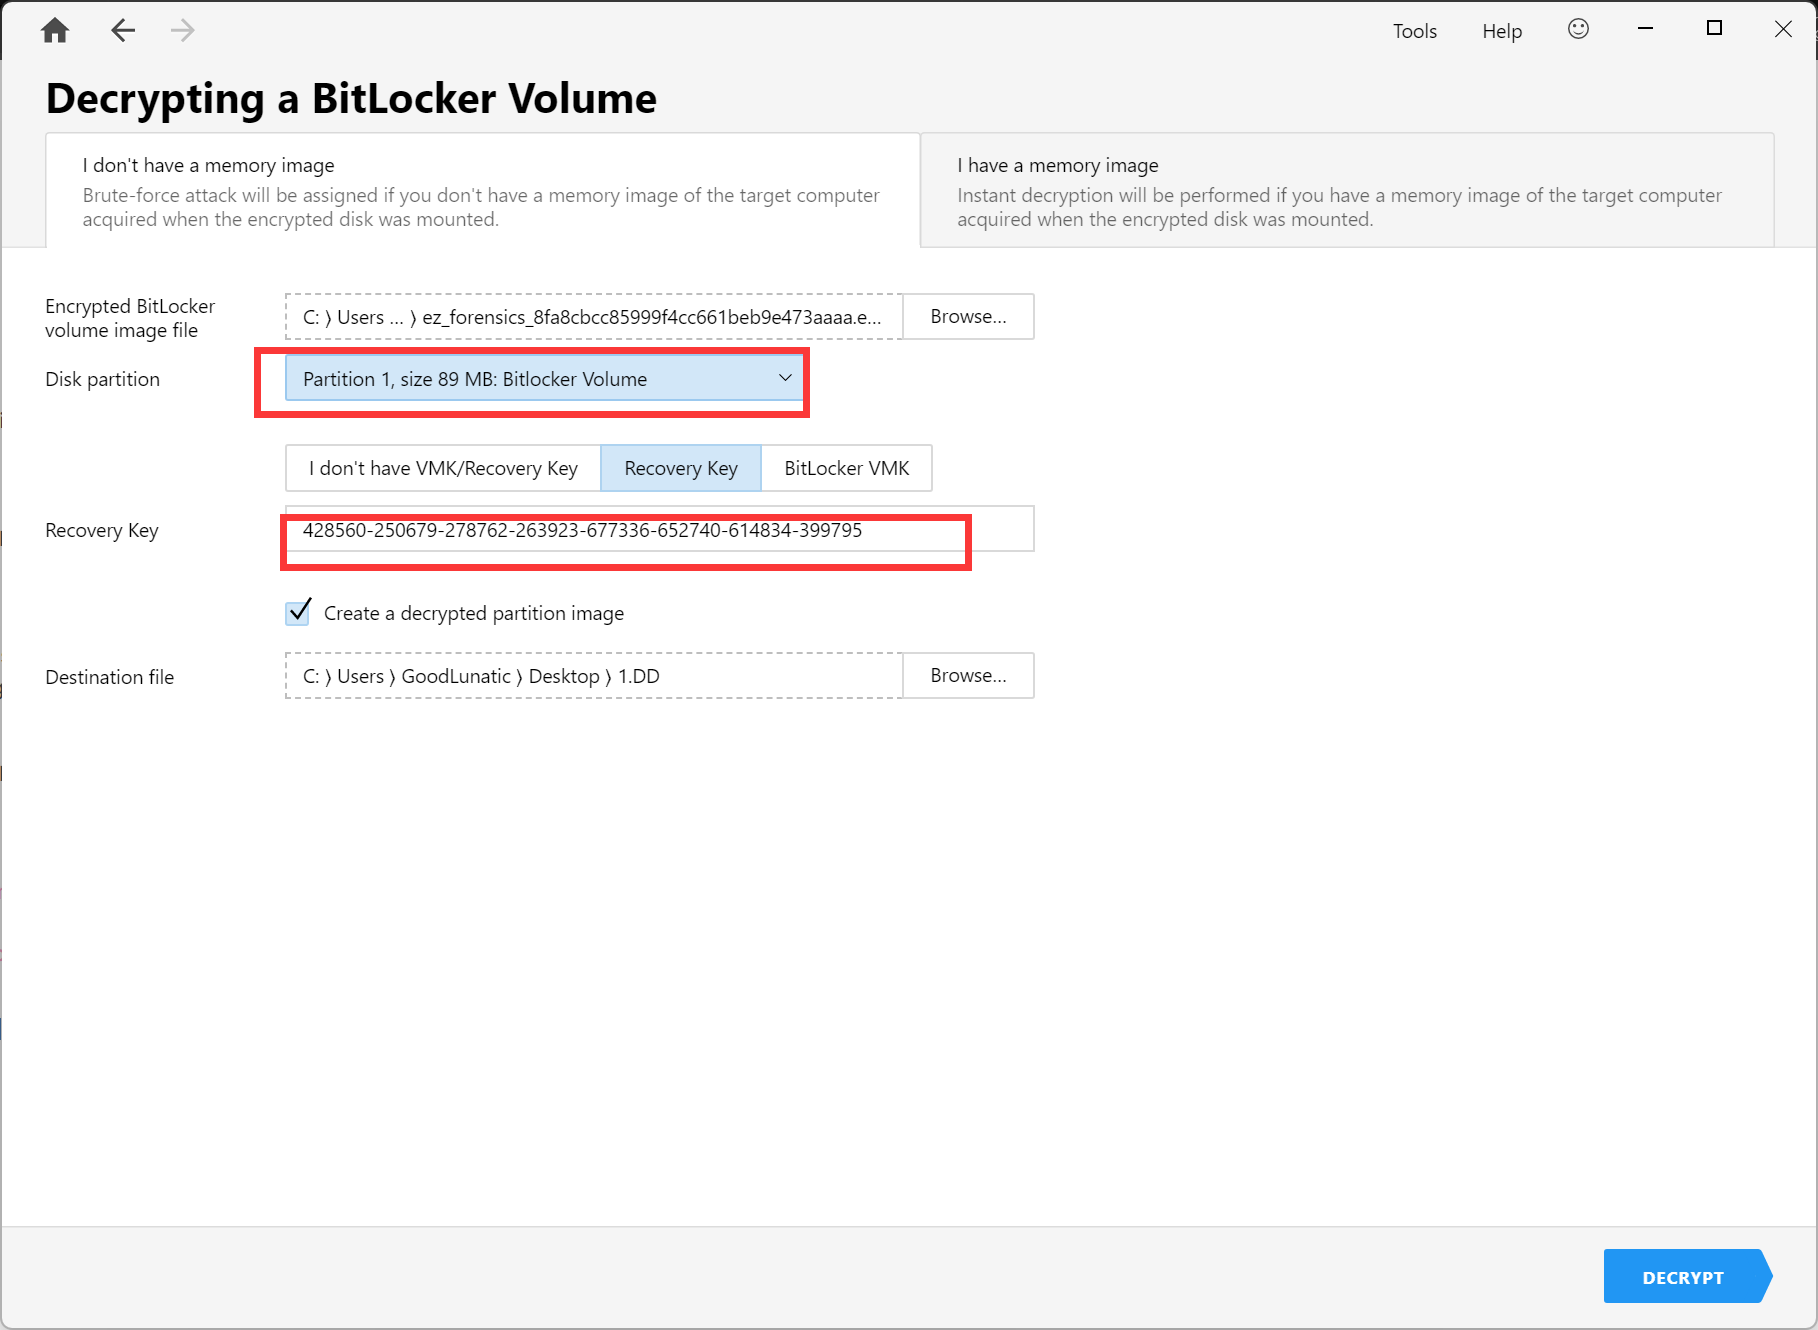 Tools Help
Decrypting a BitLocker Volume
I don't have a memory image
Brute-force attack will be assigned if you don't have a memory image of the target computer
acquired when the encrypted disk was mounted.
I have a memory image
Instant decryption will be performed if you have a memory image of the target computer
acquired when the encrypted disk was mounted.
Encrypted BitLocker
volume image file
C: ⟩ Users ... ⟩ ez_forensics_8fa8cbcc85999f4cc661beb9e473aaaa.e...
Browse...
Disk partition
Partition 1, size 89 MB: Bitlocker Volume
I don't have VMK/Recovery Key
Recovery Key
BitLocker VMK
Recovery Key
428560-250679-278762-263923-677336-652740-614834-399795
Create a decrypted partition image
Destination file
C: ⟩ Users ⟩ GoodLunatic ⟩ Desktop ⟩ 1.DD
Browse...
DECRYPT